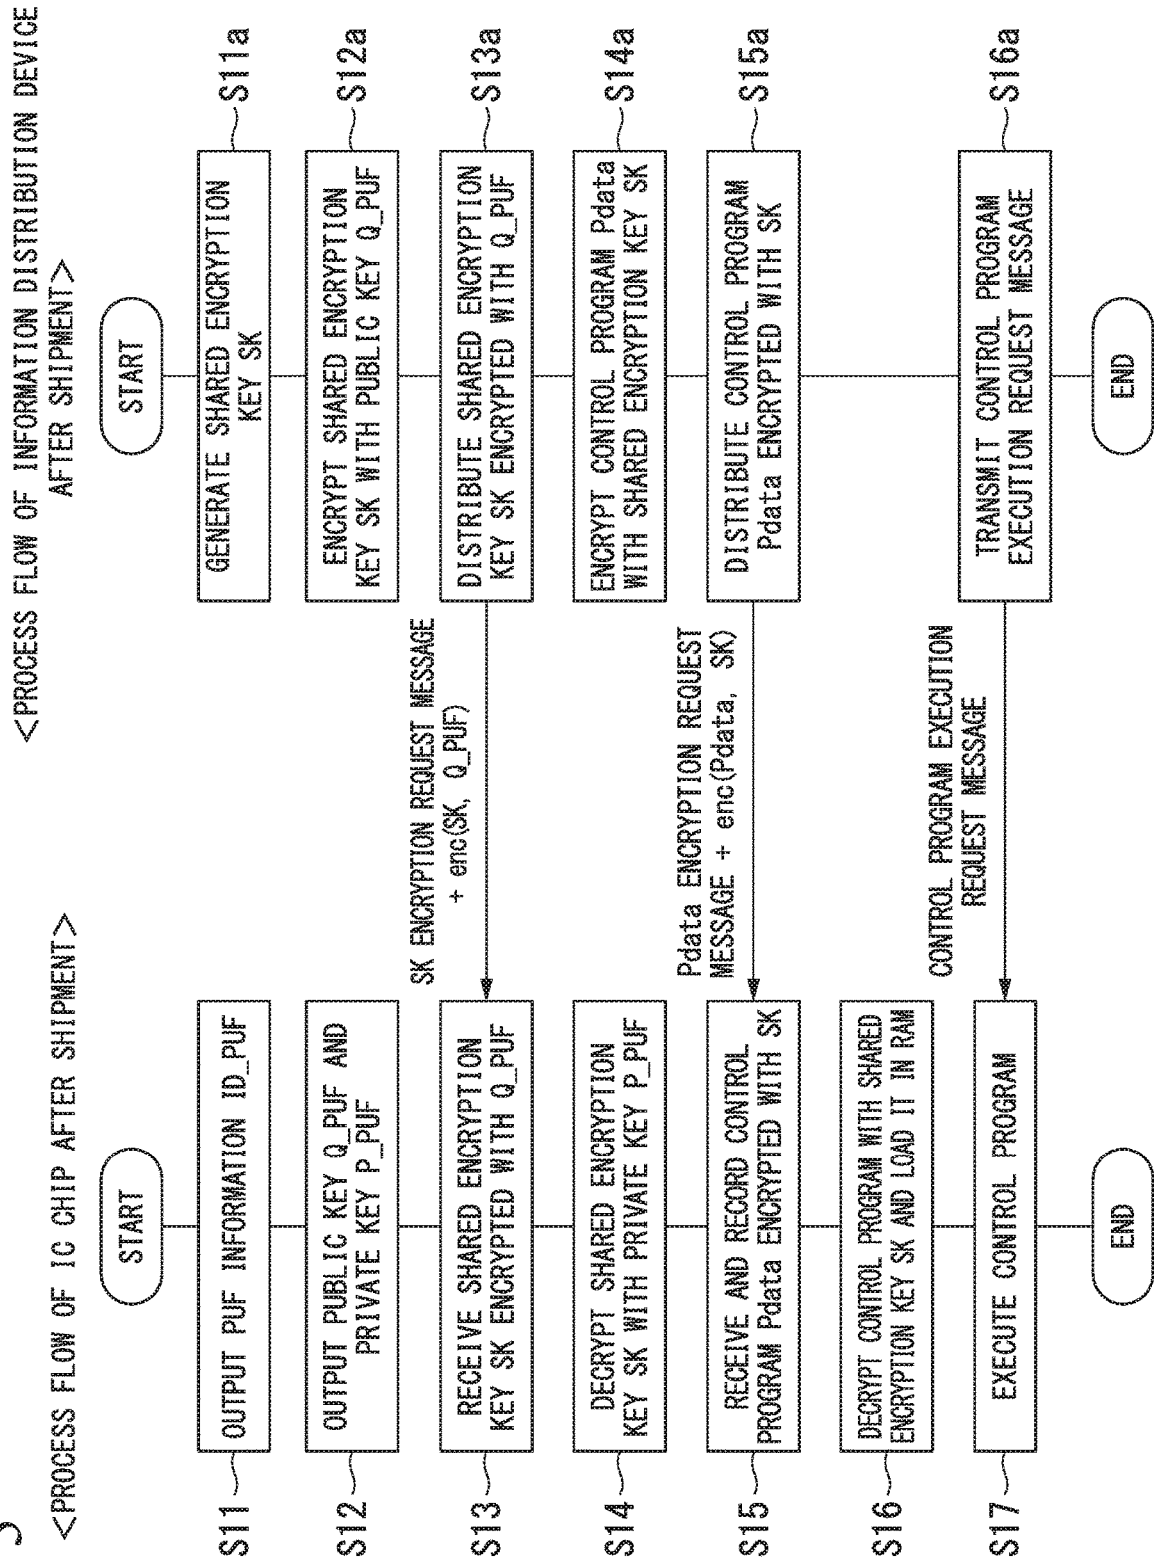 <PROCESS FLOW OF IC CHIP AFTER SHIPMENT>
START
S11
OUTPUT PUF INFORMATION ID_PUF
S12
OUTPUT PUBLIC KEY Q_PUF AND
PRIVATE KEY P_PUF
S13
RECEIVE SHARED ENCRYPTION
KEY SK ENCRYPTED WITH Q_PUF
S14
DECRYPT SHARED ENCRYPTION
KEY SK WITH PRIVATE KEY P_PUF
S15
RECEIVE AND RECORD CONTROL
PROGRAM Pdata ENCRYPTED WITH SK
S16
DECRYPT CONTROL PROGRAM WITH SHARED
ENCRYPTION KEY SK AND LOAD IT IN RAM
S17
EXECUTE CONTROL PROGRAM
END
SK ENCRYPTION REQUEST MESSAGE
+ enc(SK, Q_PUF)
Pdata ENCRYPTION REQUEST
MESSAGE + enc(Pdata, SK)
CONTROL PROGRAM EXECUTION
REQUEST MESSAGE
<PROCESS FLOW OF INFORMATION DISTRIBUTION DEVICE
AFTER SHIPMENT>
START
GENERATE SHARED ENCRYPTION
KEY SK
S11a
ENCRYPT SHARED ENCRYPTION
KEY SK WITH PUBLIC KEY Q_PUF
S12a
DISTRIBUTE SHARED ENCRYPTION
KEY SK ENCRYPTED WITH Q_PUF
S13a
ENCRYPT CONTROL PROGRAM Pdata
WITH SHARED ENCRYPTION KEY SK
S14a
DISTRIBUTE CONTROL PROGRAM
Pdata ENCRYPTED WITH SK
S15a
TRANSMIT CONTROL PROGRAM
EXECUTION REQUEST MESSAGE
S16a
END